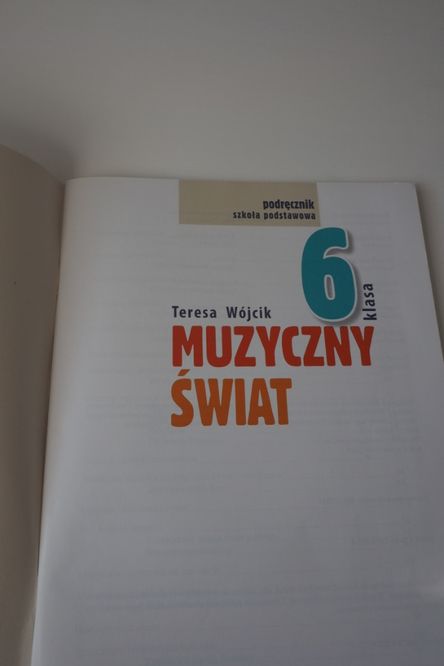 podręcznik
szkoła podstawowa
6
klasa
Teresa Wójcik
MUZYCZNY
ŚWIAT